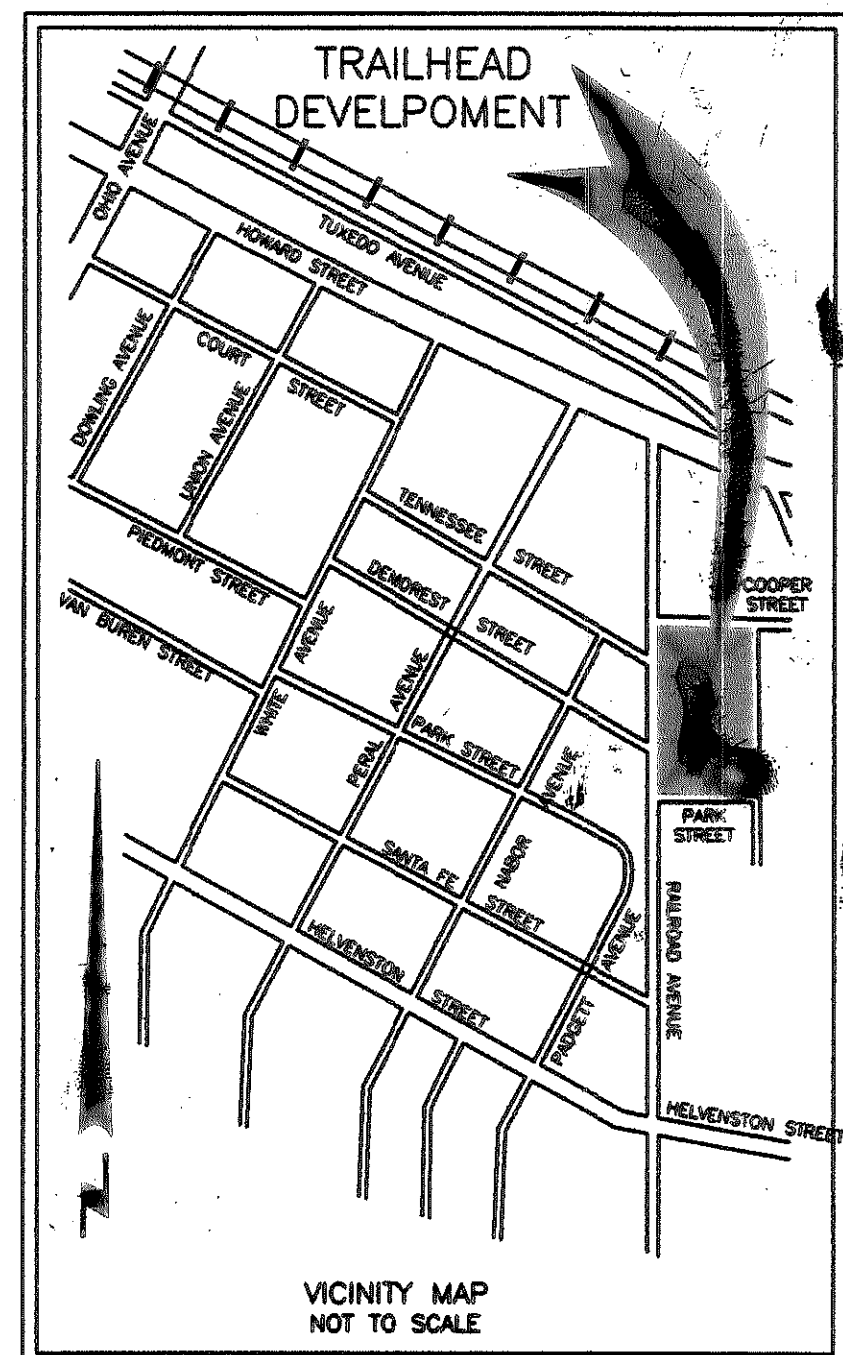 TRAILHEAD
DEVELPOMENT
OHIO AVENUE
TUXEDO AVENUE
HOWARD STREET
DOWLING AVENUE
COURT
STREET
UNION AVENUE
PIEDMONT STREET
VAN BUREN STREET
TENNESSEE
STREET
DEMOREST
STREET
WHITE
AVENUE
PERAL
AVENUE
PARK STREET
NABOR
AVENUE
SANTA FE
STREET
HELVENSTON
STREET
PADGETT
AVENUE
COOPER
STREET
PARK
STREET
RAILROAD AVENUE
HELVENSTON STREET
N
VICINITY MAP
NOT TO SCALE